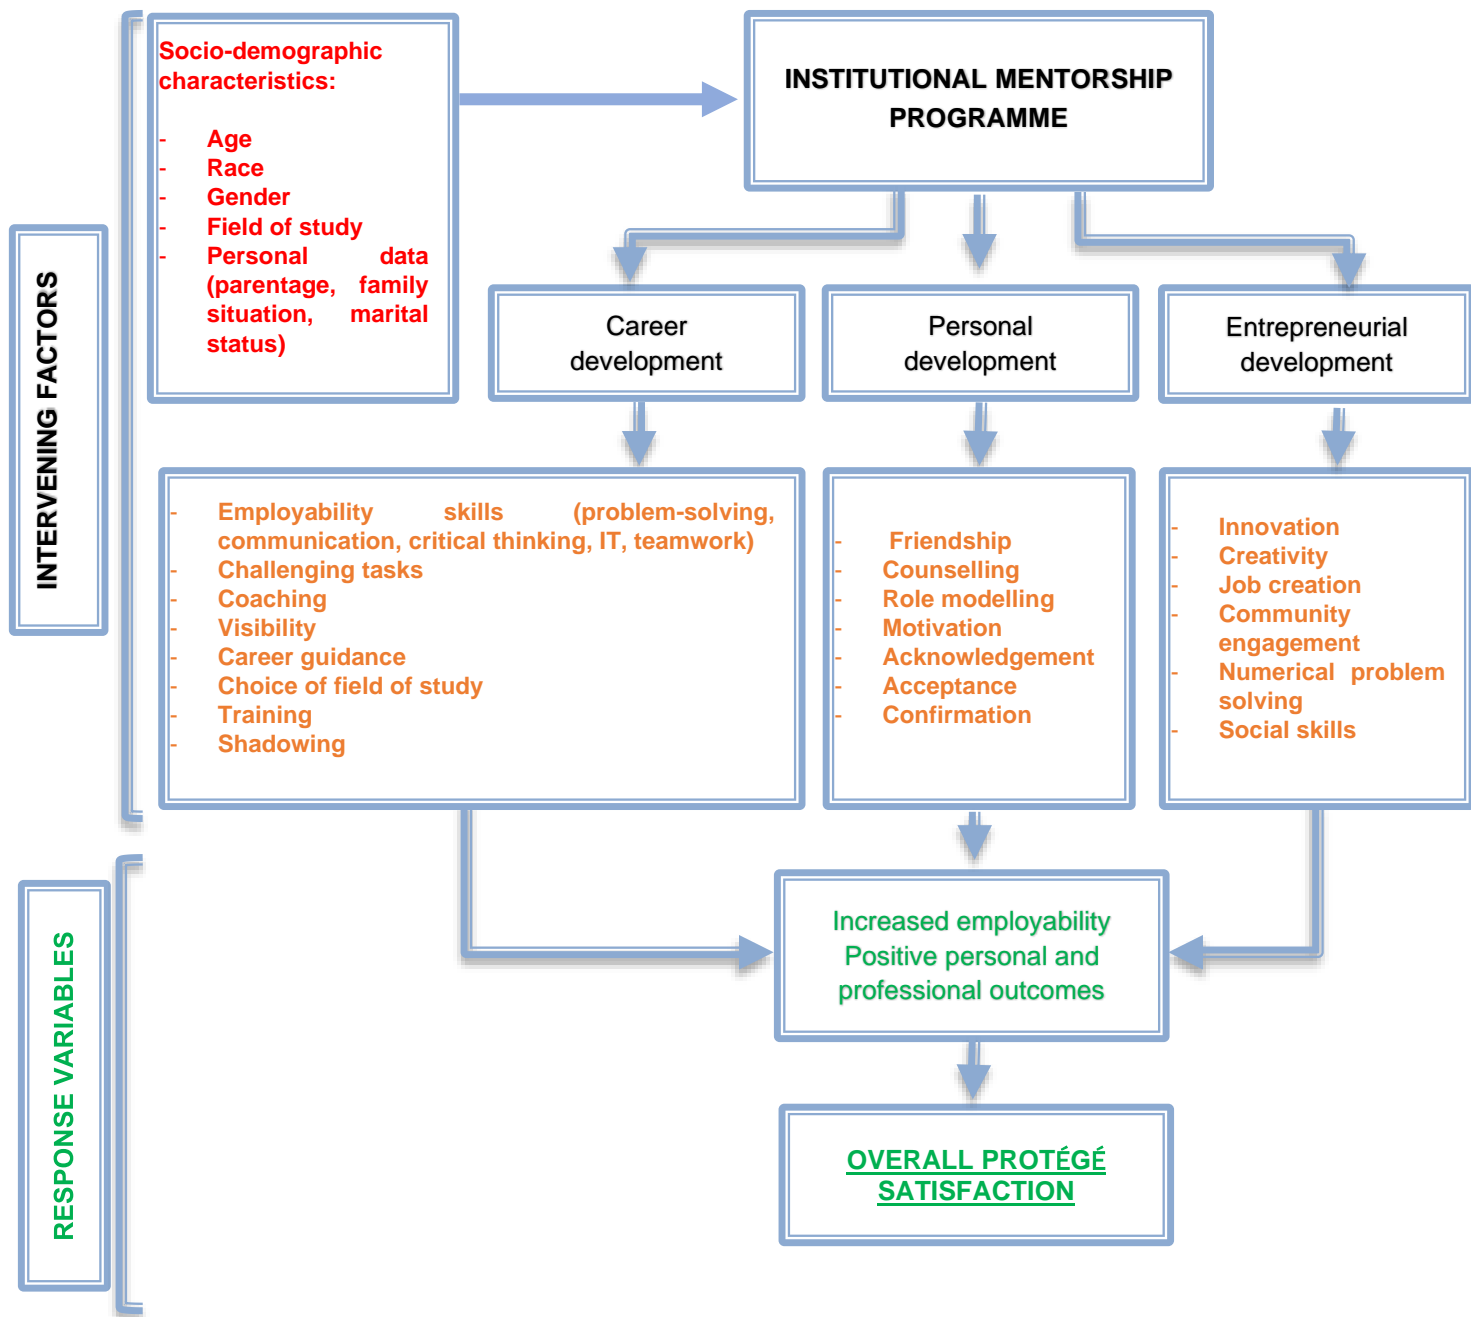 INTERVENING FACTORS
Socio-demographic
characteristics:
- Age
- Race
- Gender
- Field of study
- Personal data
(parentage, family
situation, marital
status)
INSTITUTIONAL MENTORSHIP
PROGRAMME
Career
development
Personal
development
Entrepreneurial
development
- Employability skills (problem-solving,
communication, critical thinking, IT, teamwork)
- Challenging tasks
- Coaching
- Visibility
- Career guidance
- Choice of field of study
- Training
- Shadowing
- Friendship
- Counselling
- Role modelling
- Motivation
- Acknowledgement
- Acceptance
- Confirmation
- Innovation
- Creativity
- Job creation
- Community
engagement
- Numerical problem
solving
- Social skills
RESPONSE VARIABLES
Increased employability
Positive personal and
professional outcomes
OVERALL PROTÉGÉ
SATISFACTION